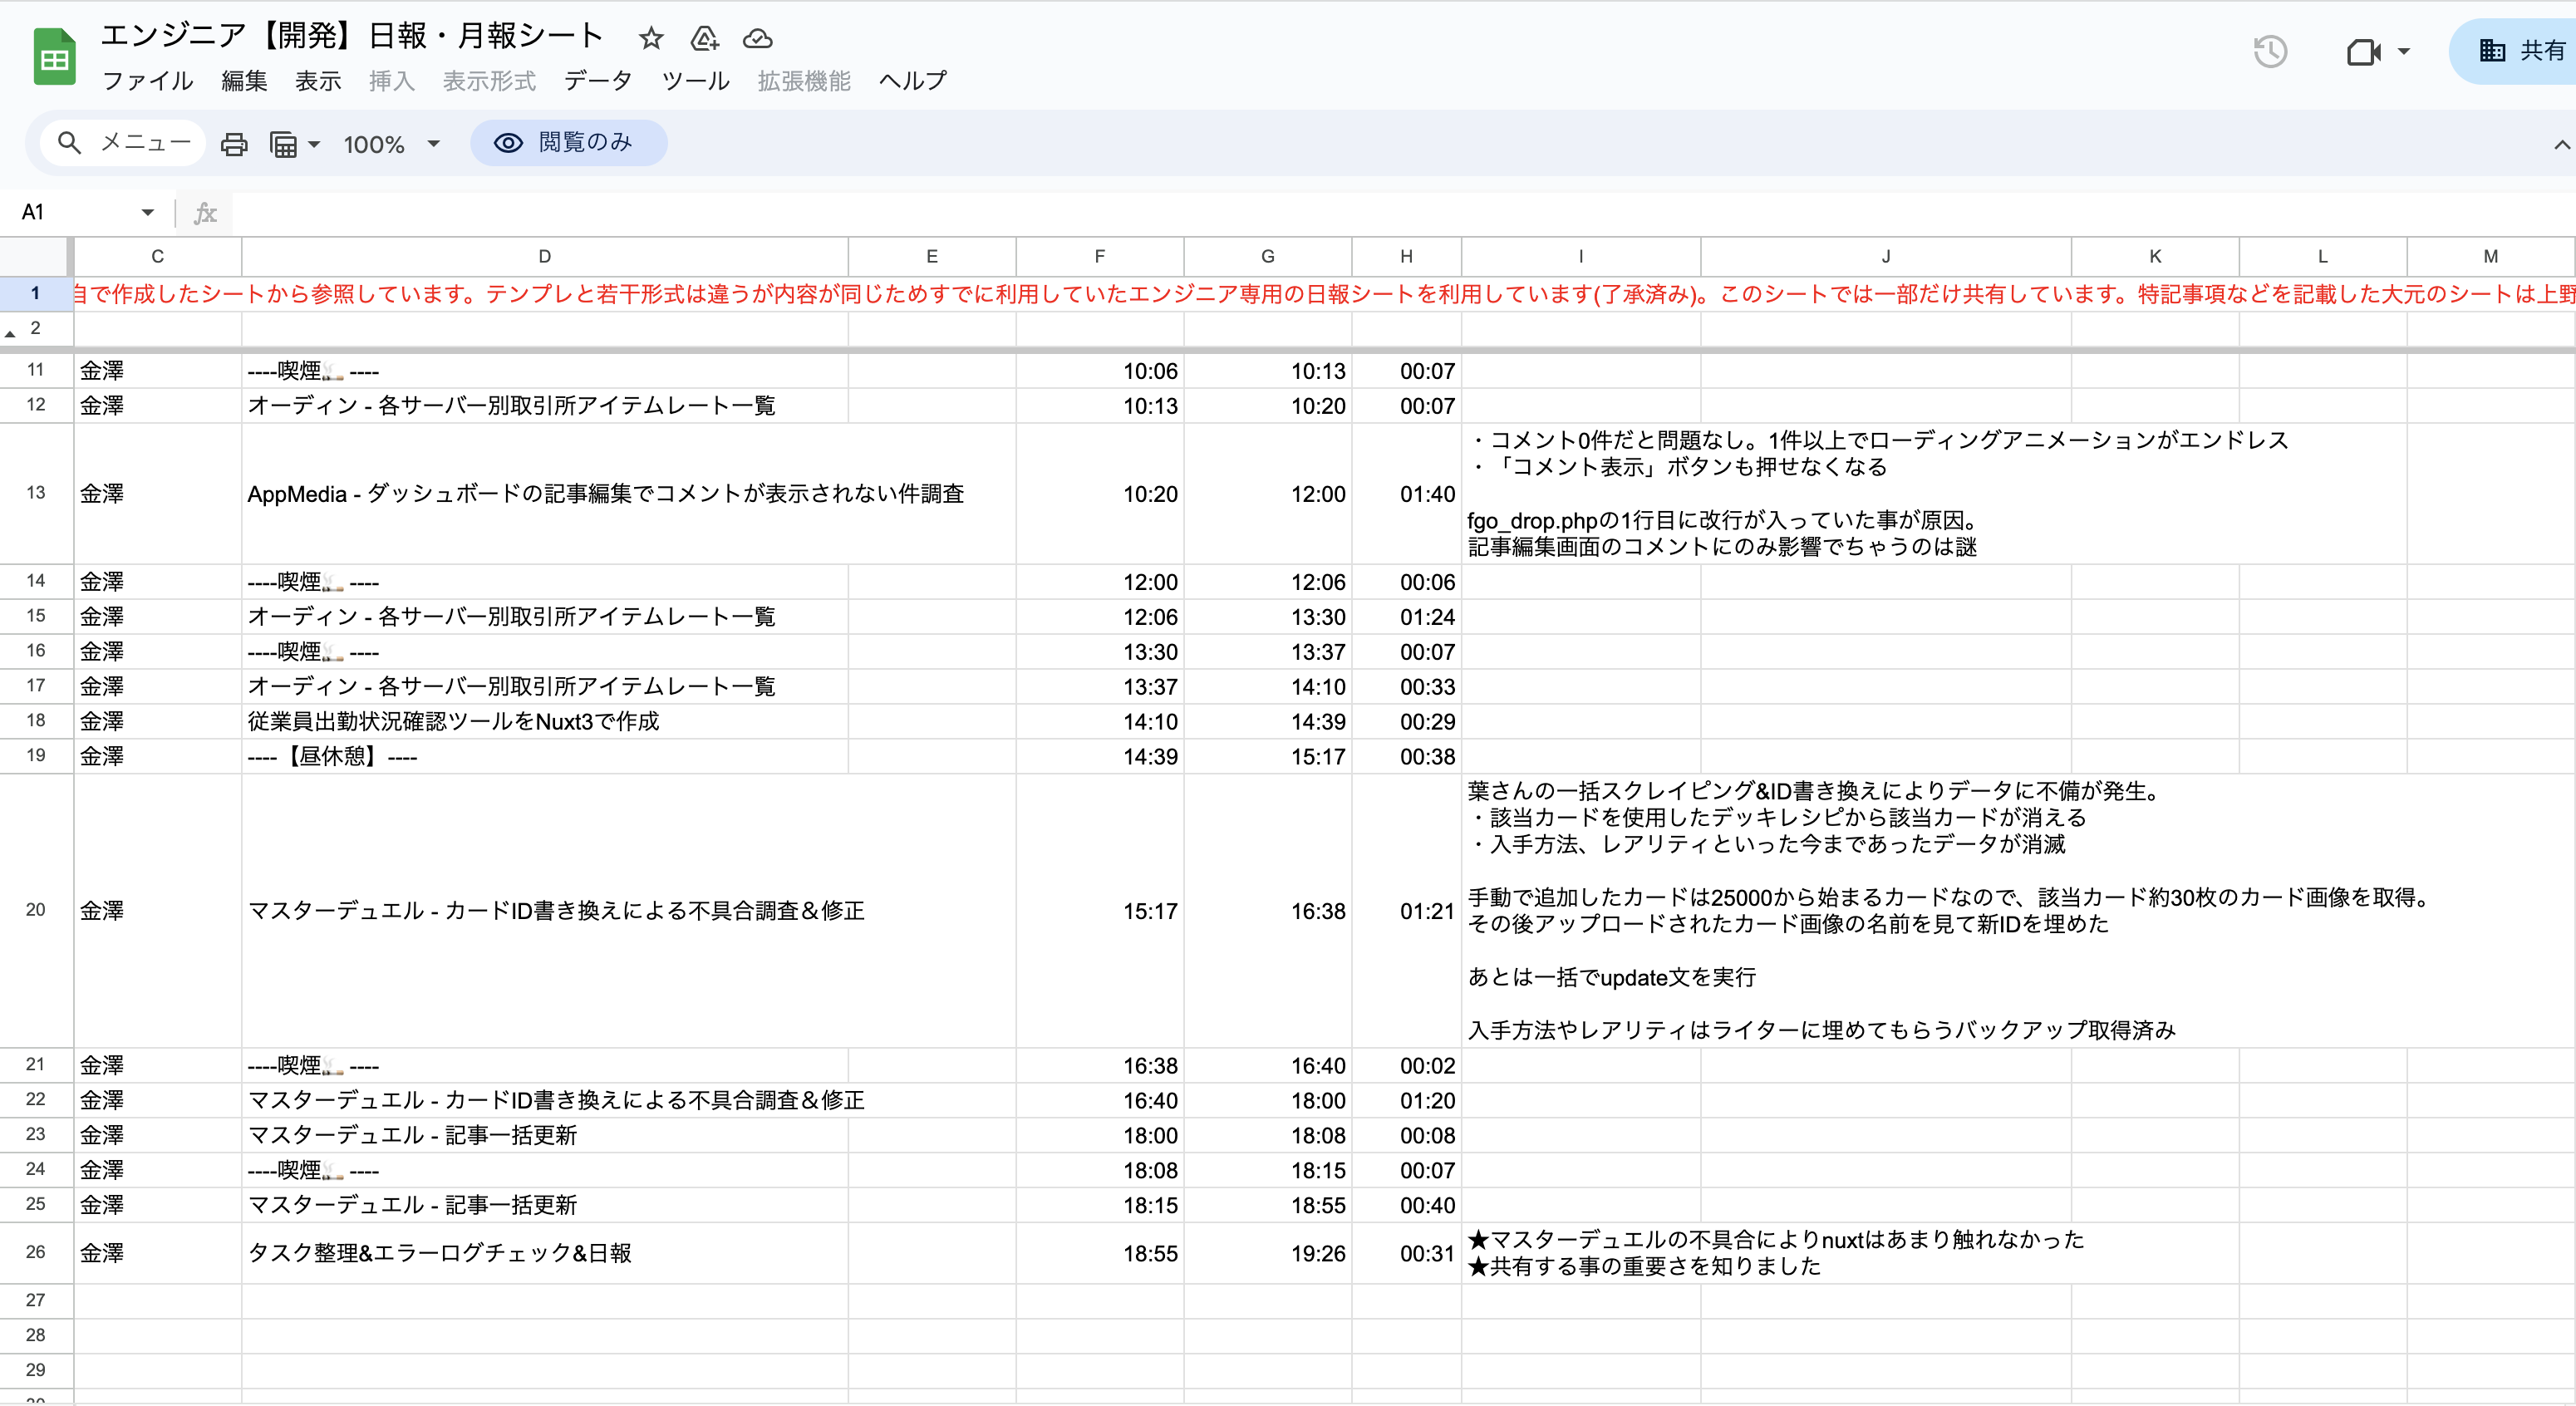 エンジニア【開発】日報・月報シート
ファイル 編集 表示 挿入 表示形式 データ ツール 拡張機能 ヘルプ
共有
メニュー 100% 閲覧のみ
A1 fx
C D E F G H I J K L M
1 自で作成したシートから参照しています。テンプレと若干形式は違うが内容が同じためすでに利用していたエンジニア専用の日報シートを利用しています(了承済み)。このシートでは一部だけ共有しています。特記事項などを記載した大元のシートは上野
2
11 金澤 ----喫煙🚬 ---- 10:06 10:13 00:07
12 金澤 オーディン - 各サーバー別取引所アイテムレート一覧 10:13 10:20 00:07
13 金澤 AppMedia - ダッシュボードの記事編集でコメントが表示されない件調査 10:20 12:00 01:40
・コメント0件だと問題なし。1件以上でローディングアニメーションがエンドレス
・「コメント表示」ボタンも押せなくなる
fgo_drop.phpの1行目に改行が入っていた事が原因。
記事編集画面のコメントにのみ影響でちゃうのは謎
14 金澤 ----喫煙🚬 ---- 12:00 12:06 00:06
15 金澤 オーディン - 各サーバー別取引所アイテムレート一覧 12:06 13:30 01:24
16 金澤 ----喫煙🚬 ---- 13:30 13:37 00:07
17 金澤 オーディン - 各サーバー別取引所アイテムレート一覧 13:37 14:10 00:33
18 金澤 従業員出勤状況確認ツールをNuxt3で作成 14:10 14:39 00:29
19 金澤 ----【昼休憩】---- 14:39 15:17 00:38
20 金澤 マスターデュエル - カードID書き換えによる不具合調査＆修正 15:17 16:38 01:21
葉さんの一括スクレイピング&ID書き換えによりデータに不備が発生。
・該当カードを使用したデッキレシピから該当カードが消える
・入手方法、レアリティといった今まであったデータが消滅
手動で追加したカードは25000から始まるカードなので、該当カード約30枚のカード画像を取得。
その後アップロードされたカード画像の名前を見て新IDを埋めた
あとは一括でupdate文を実行
入手方法やレアリティはライターに埋めてもらうバックアップ取得済み
21 金澤 ----喫煙🚬 ---- 16:38 16:40 00:02
22 金澤 マスターデュエル - カードID書き換えによる不具合調査＆修正 16:40 18:00 01:20
23 金澤 マスターデュエル - 記事一括更新 18:00 18:08 00:08
24 金澤 ----喫煙🚬 ---- 18:08 18:15 00:07
25 金澤 マスターデュエル - 記事一括更新 18:15 18:55 00:40
26 金澤 タスク整理&エラーログチェック&日報 18:55 19:26 00:31
★マスターデュエルの不具合によりnuxtはあまり触れなかった
★共有する事の重要さを知りました
27
28
29